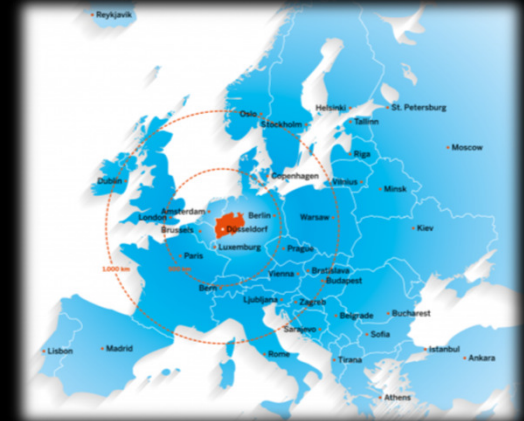 Reykjavik
Helsinki
St. Petersburg
Oslo
Stockholm
Tallinn
Riga
Moscow
Copenhagen
Vilnius
Minsk
Dublin
Amsterdam
Berlin
London
Warsaw
Brussels
Düsseldorf
Kiev
Luxemburg
Prague
Paris
1,000 km
Vienna
Bratislava
Budapest
Bern
Ljubljana
Zagreb
Belgrade
Bucharest
Sarajevo
Sofia
Lisbon
Madrid
Rome
Tirana
Istanbul
Ankara
Athens